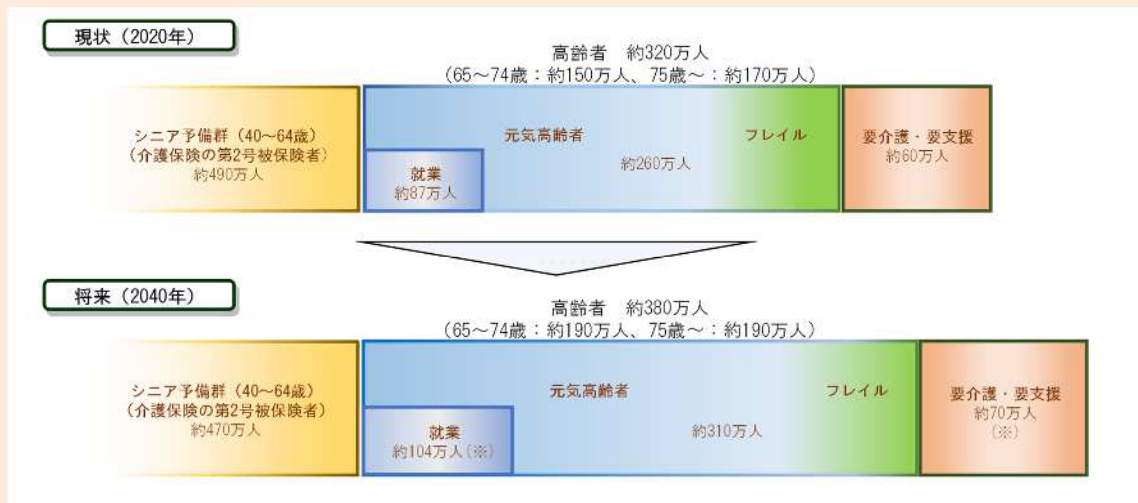 現状（2020年）
高齢者　約320万人
（65～74歳：約150万人、75歳～：約170万人）
シニア予備群（40～64歳）
（介護保険の第2号被保険者）
約490万人
元気高齢者
フレイル
約260万人
就業
約87万人
要介護・要支援
約60万人
将来（2040年）
高齢者　約380万人
（65～74歳：約190万人、75歳～：約190万人）
シニア予備群（40～64歳）
（介護保険の第2号被保険者）
約470万人
元気高齢者
フレイル
約310万人
就業
約104万人(※)
要介護・要支援
約70万人
（※）